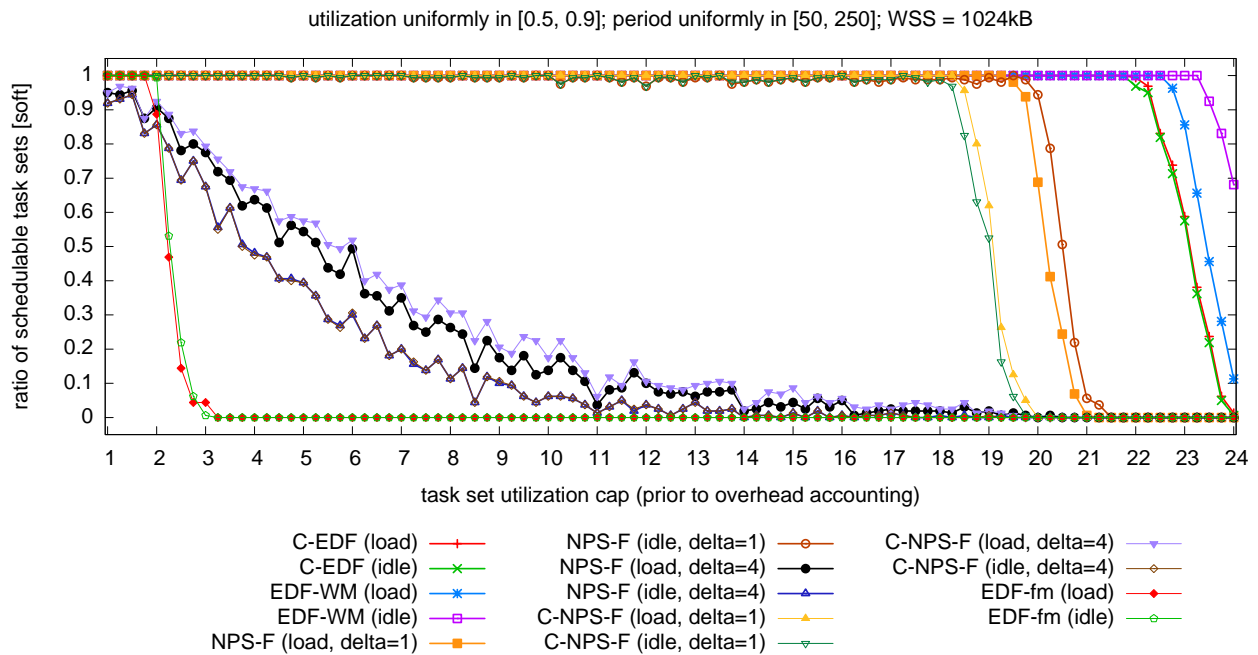 utilization uniformly in [0.5, 0.9]; period uniformly in [50, 250]; WSS = 1024kB
ratio of schedulable task sets [soft]
1
0.9
0.8
0.7
0.6
0.5
0.4
0.3
0.2
0.1
0
1 2 3 4 5 6 7 8 9 10 11 12 13 14 15 16 17 18 19 20 21 22 23 24
task set utilization cap (prior to overhead accounting)
C-EDF (load)
C-EDF (idle)
EDF-WM (load)
EDF-WM (idle)
NPS-F (load, delta=1)
NPS-F (idle, delta=1)
NPS-F (load, delta=4)
NPS-F (idle, delta=4)
C-NPS-F (load, delta=1)
C-NPS-F (idle, delta=1)
C-NPS-F (load, delta=4)
C-NPS-F (idle, delta=4)
EDF-fm (load)
EDF-fm (idle)